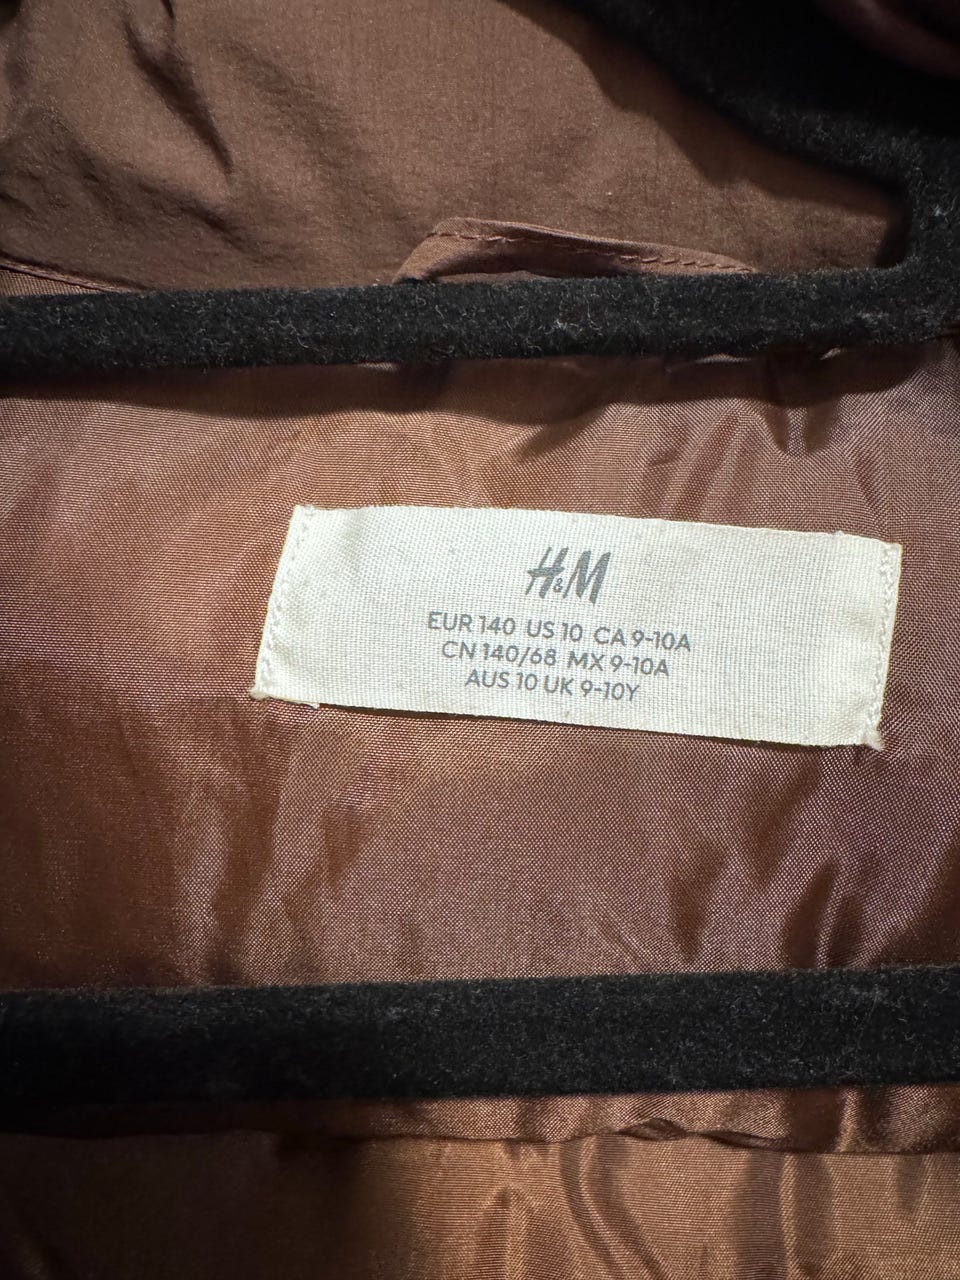 H&M
EUR 140 US 10 CA 9-10A
CN 140/68 MX 9-10A
AUS 10 UK 9-10Y